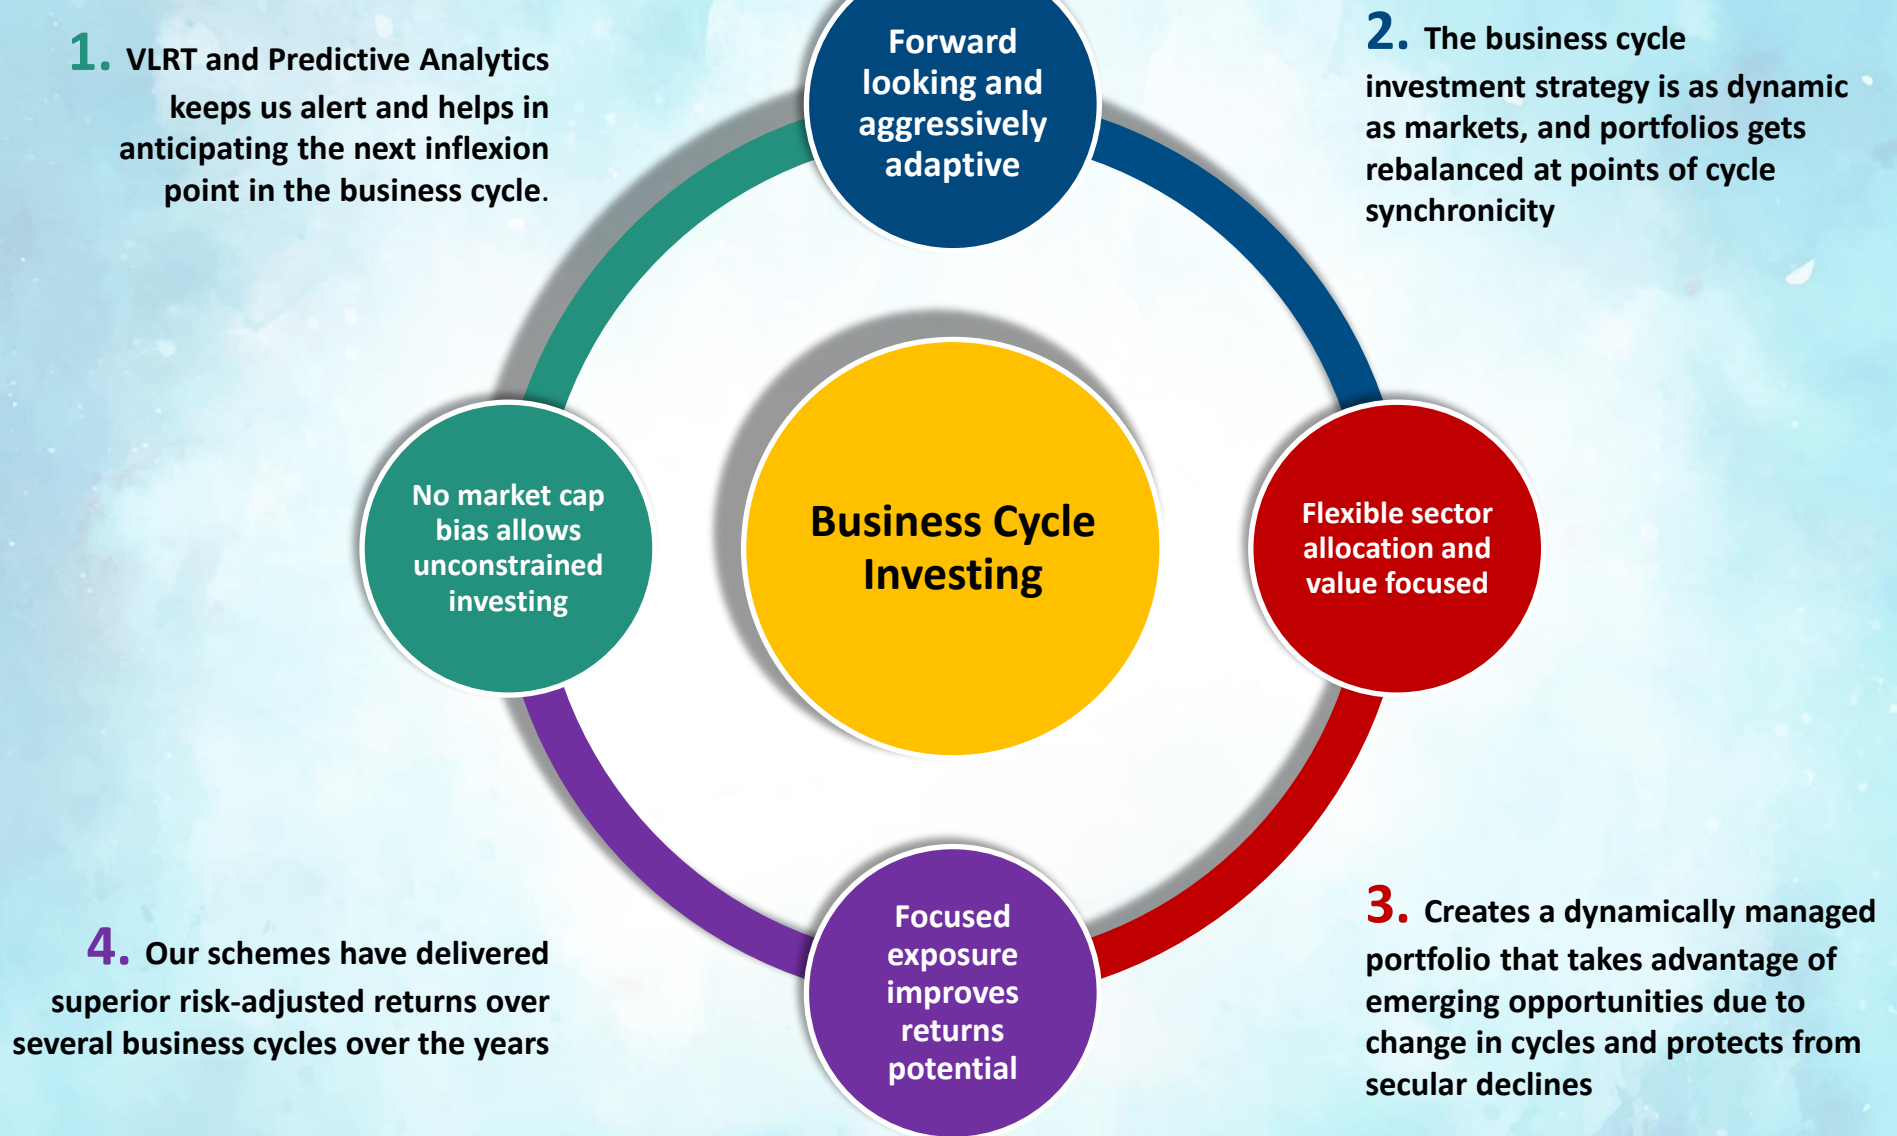 1. VLRT and Predictive Analytics
keeps us alert and helps in
anticipating the next inflexion
point in the business cycle.
Forward
looking and
aggressively
adaptive
2. The business cycle
investment strategy is as dynamic
as markets, and portfolios gets
rebalanced at points of cycle
synchronicity
No market cap
bias allows
unconstrained
investing
Business Cycle
Investing
Flexible sector
allocation and
value focused
4. Our schemes have delivered
superior risk-adjusted returns over
several business cycles over the years
Focused
exposure
improves
returns
potential
3. Creates a dynamically managed
portfolio that takes advantage of
emerging opportunities due to
change in cycles and protects from
secular declines